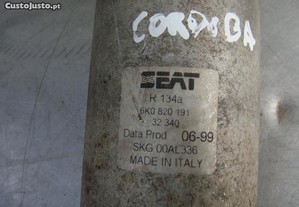 CustoJusto.pt
CORDOBA
SEAT
R 134a
6K0 820 191
32 340
Data Prod 06-99
SKG 00AL336
MADE IN ITALY